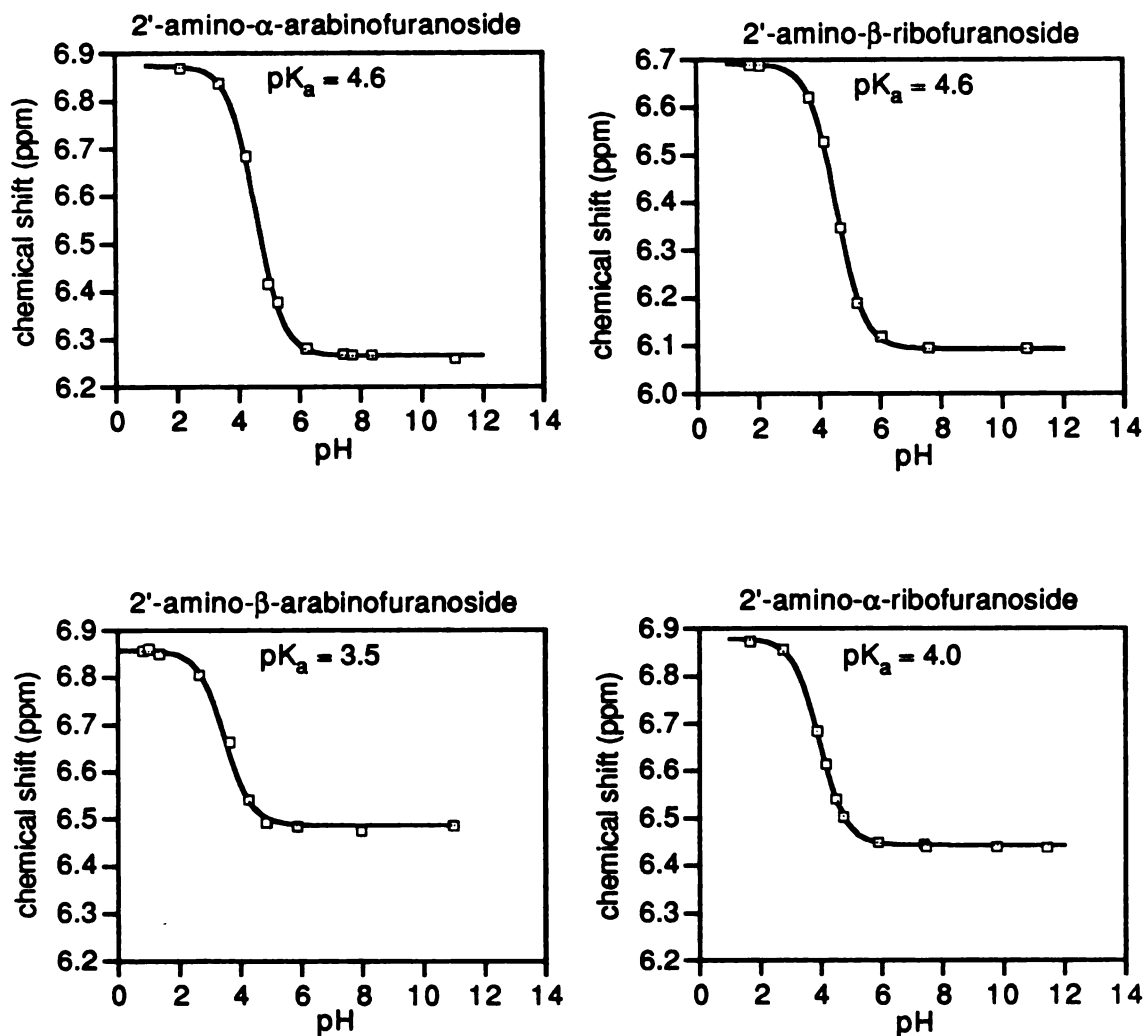 2'-amino-α-arabinofuranoside
pKa = 4.6
chemical shift (ppm)
6.9
6.8
6.7
6.6
6.5
6.4
6.3
6.2
0 2 4 6 8 10 12 14
pH
2'-amino-β-ribofuranoside
pKa = 4.6
chemical shift (ppm)
6.7
6.6
6.5
6.4
6.3
6.2
6.1
6.0
0 2 4 6 8 10 12 14
pH
2'-amino-β-arabinofuranoside
pKa = 3.5
chemical shift (ppm)
6.9
6.8
6.7
6.6
6.5
6.4
6.3
6.2
0 2 4 6 8 10 12 14
pH
2'-amino-α-ribofuranoside
pKa = 4.0
chemical shift (ppm)
6.9
6.8
6.7
6.6
6.5
6.4
6.3
6.2
0 2 4 6 8 10 12 14
pH